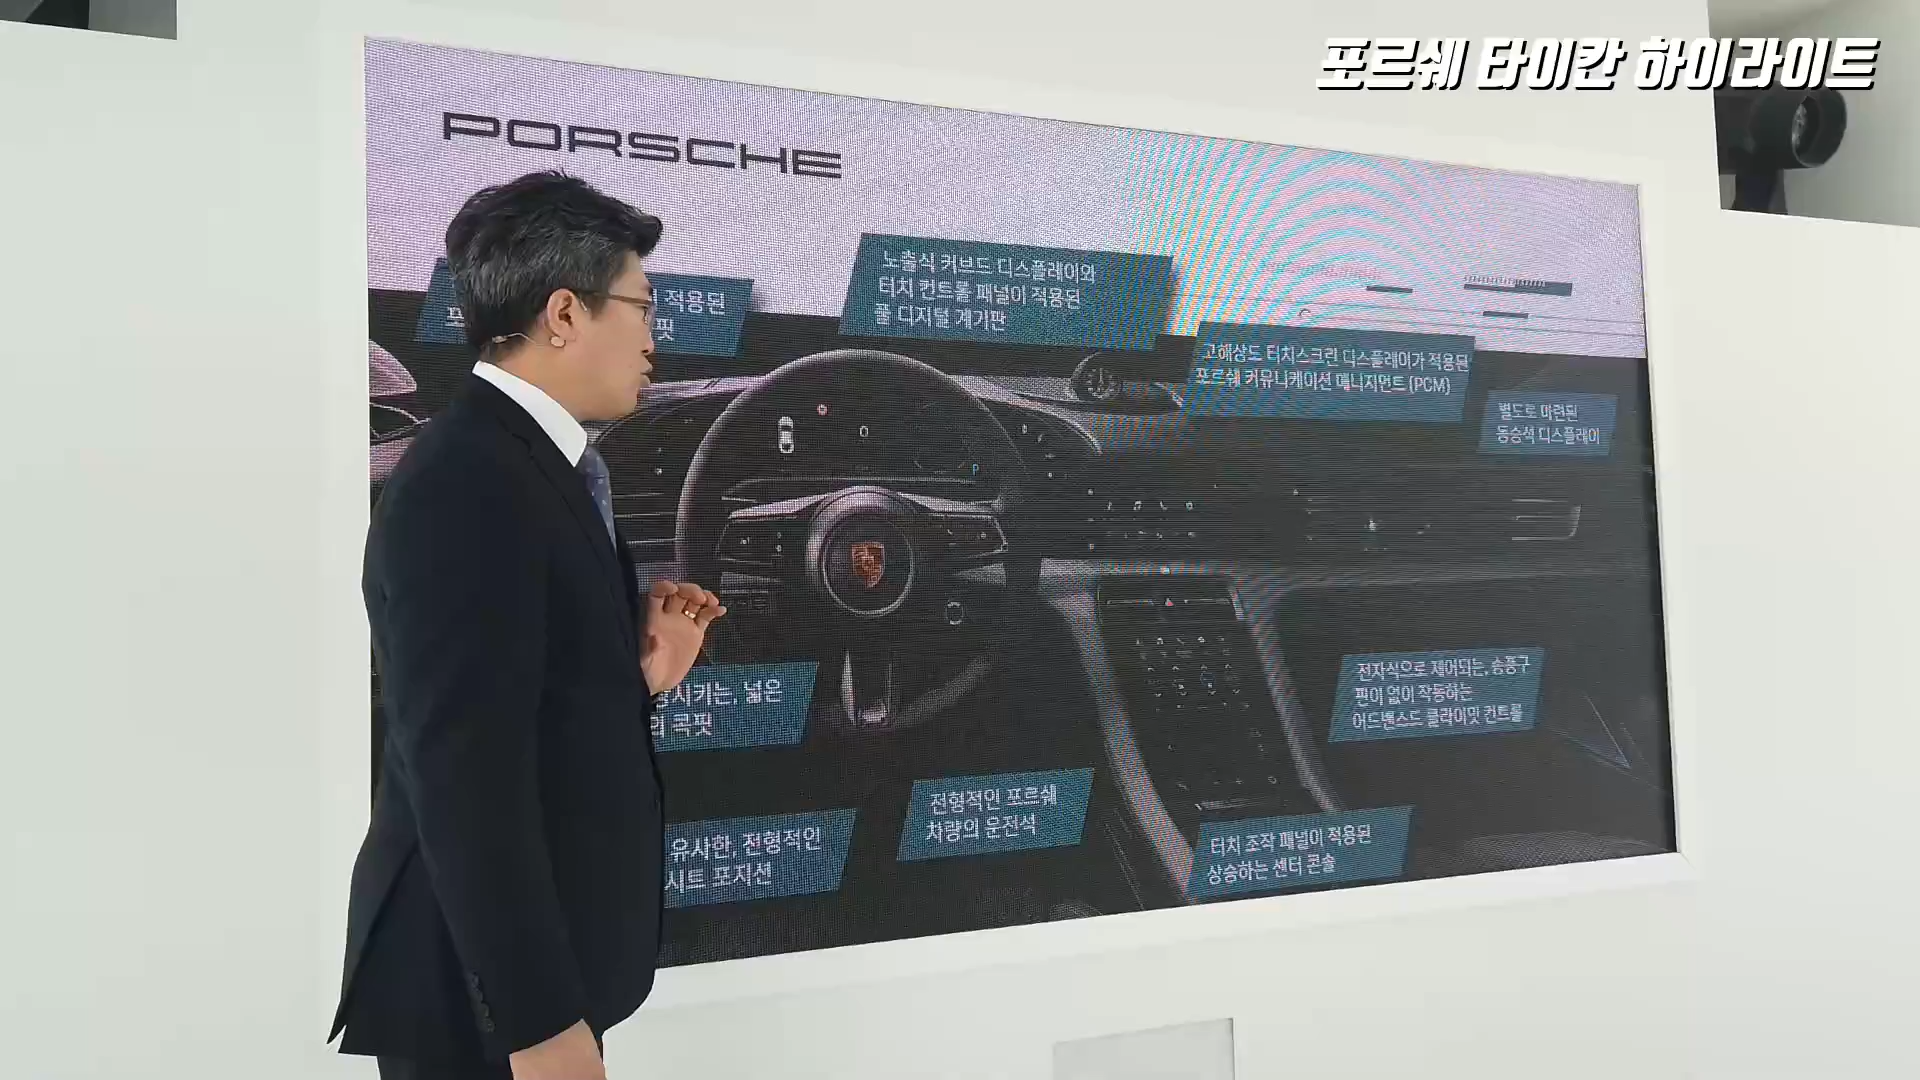 포르쉐 타이칸 하이라이트
PORSCHE
적용된
핏
노출식 커브드 디스플레이와
터치 컨트롤 패널이 적용된
풀 디지털 계기판
고해상도 터치스크린 디스플레이가 적용된
포르쉐 커뮤니케이션 매니지먼트 (PCM)
별도로 마련된
동승석 디스플레이
시키는, 넓은
콕핏
전자식으로 제어되는, 송풍구
핀이 없이 작동하는
어드밴스드 클라이밋 컨트롤
유사한, 전형적인
시트 포지션
전형적인 포르쉐
차량의 운전석
터치 조작 패널이 적용된
상승하는 센터 콘솔